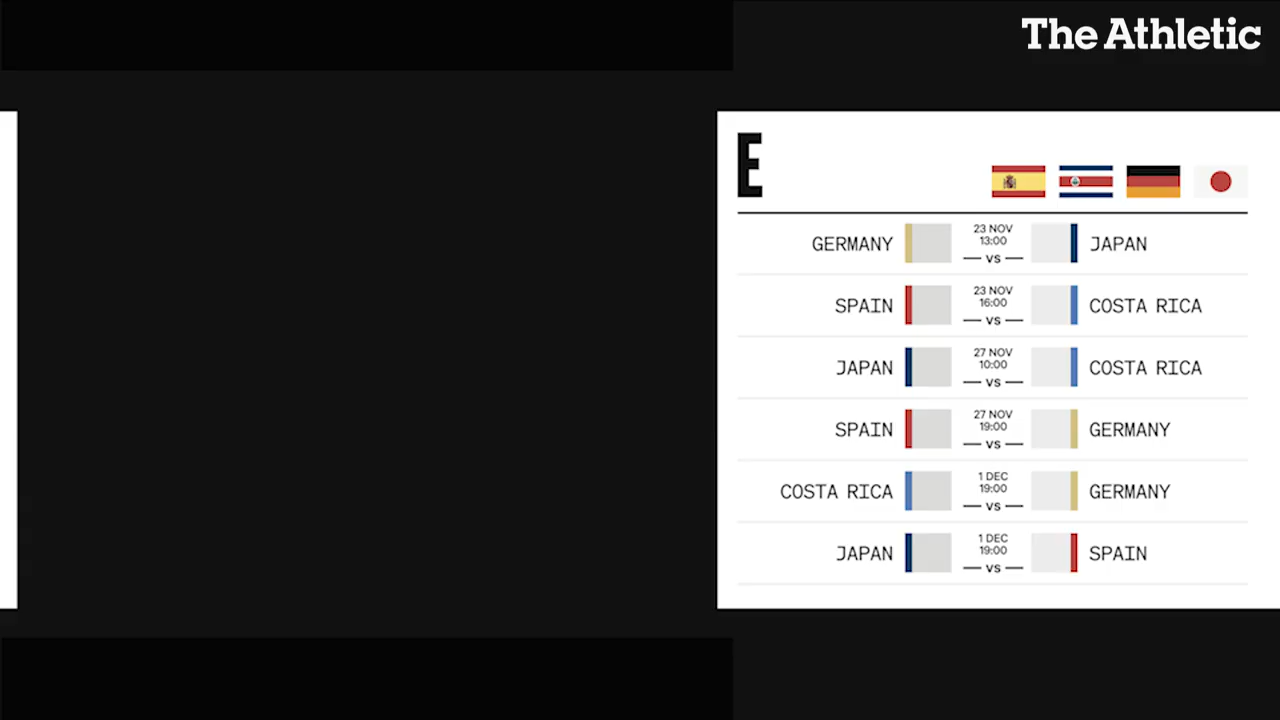 The Athletic
E
GERMANY 23 NOV JAPAN
13:00
VS
SPAIN 23 NOV COSTA RICA
16:00
VS
JAPAN 27 NOV COSTA RICA
10:00
VS
SPAIN 27 NOV GERMANY
19:00
VS
COSTA RICA 1 DEC GERMANY
19:00
VS
JAPAN 1 DEC SPAIN
19:00
VS